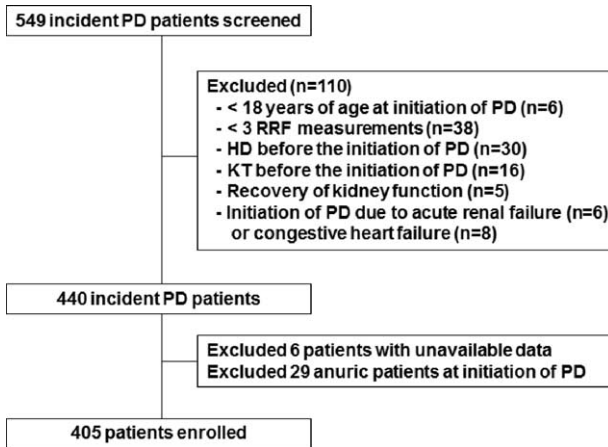 549 incident PD patients screened
Excluded (n=110)
- < 18 years of age at initiation of PD (n=6)
- < 3 RRF measurements (n=38)
- HD before the initiation of PD (n=30)
- KT before the initiation of PD (n=16)
- Recovery of kidney function (n=5)
- Initiation of PD due to acute renal failure (n=6)
or congestive heart failure (n=8)
440 incident PD patients
Excluded 6 patients with unavailable data
Excluded 29 anuric patients at initiation of PD
405 patients enrolled